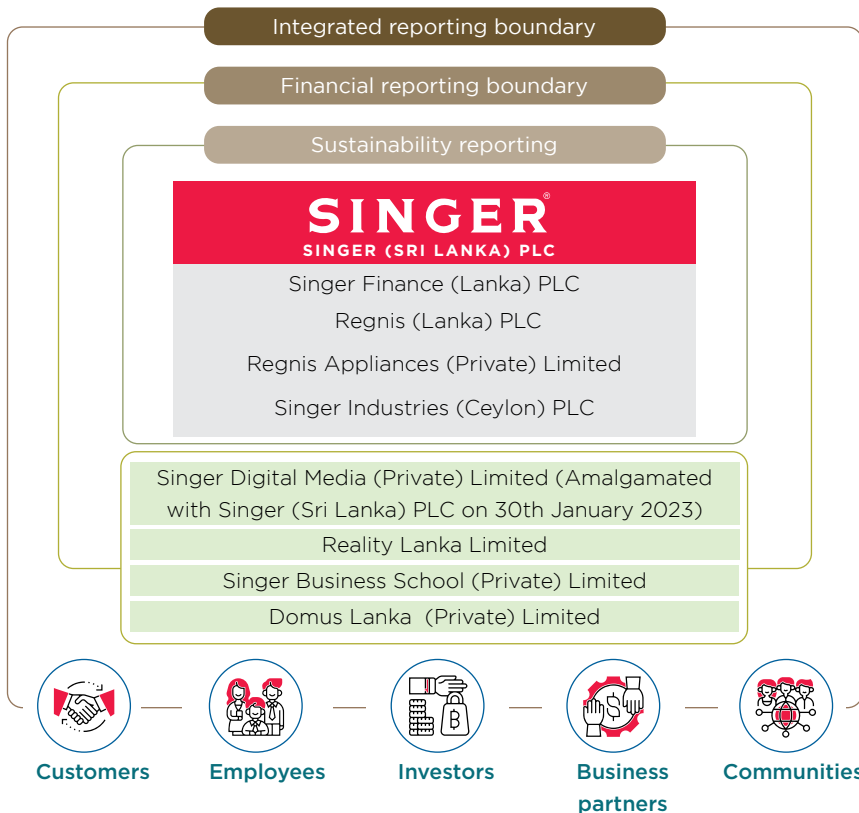 Integrated reporting boundary
Financial reporting boundary
Sustainability reporting
SINGER®
SINGER (SRI LANKA) PLC
Singer Finance (Lanka) PLC
Regnis (Lanka) PLC
Regnis Appliances (Private) Limited
Singer Industries (Ceylon) PLC
Singer Digital Media (Private) Limited (Amalgamated
with Singer (Sri Lanka) PLC on 30th January 2023)
Reality Lanka Limited
Singer Business School (Private) Limited
Domus Lanka (Private) Limited
Customers
Employees
Investors
Business
partners
Communities